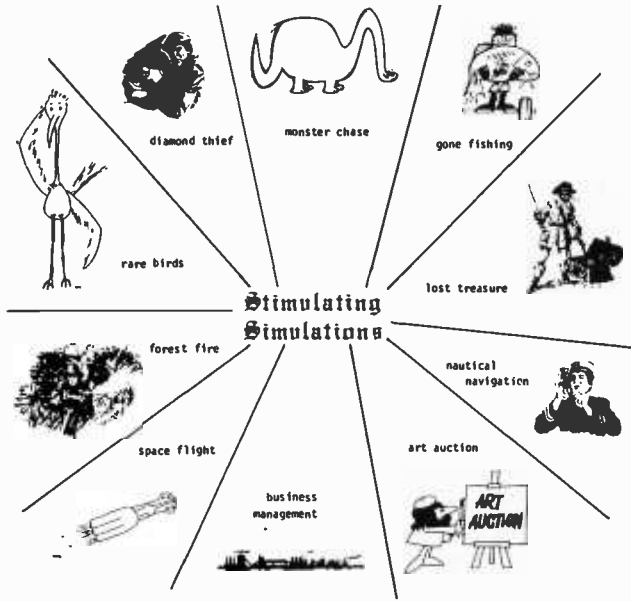 diamond thief
monster chase
gone fishing
rare birds
lost treasure
Stimulating
Simulations
forest fire
nautical
navigation
space flight
art auction
business
management
ART
AUCTION